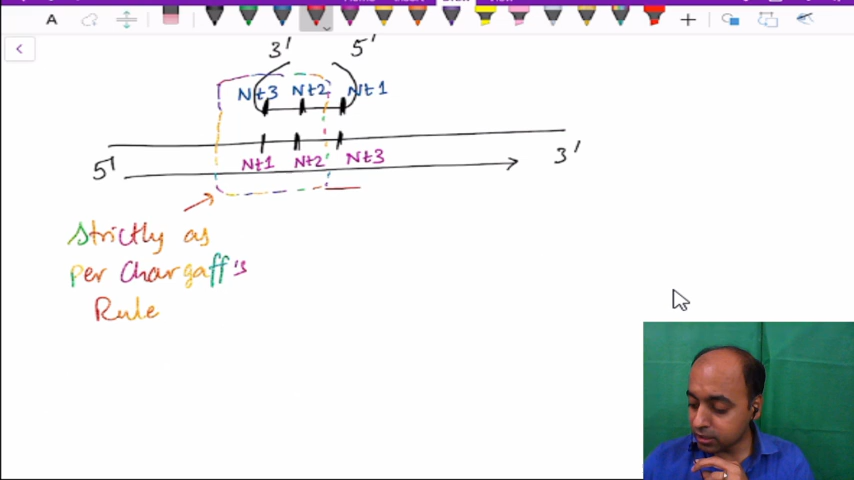 3' 5'
Nt3 Nt2 Nt1
5' 3'
Nt1 Nt2 Nt3
Strictly as
per Chargaff's
Rule